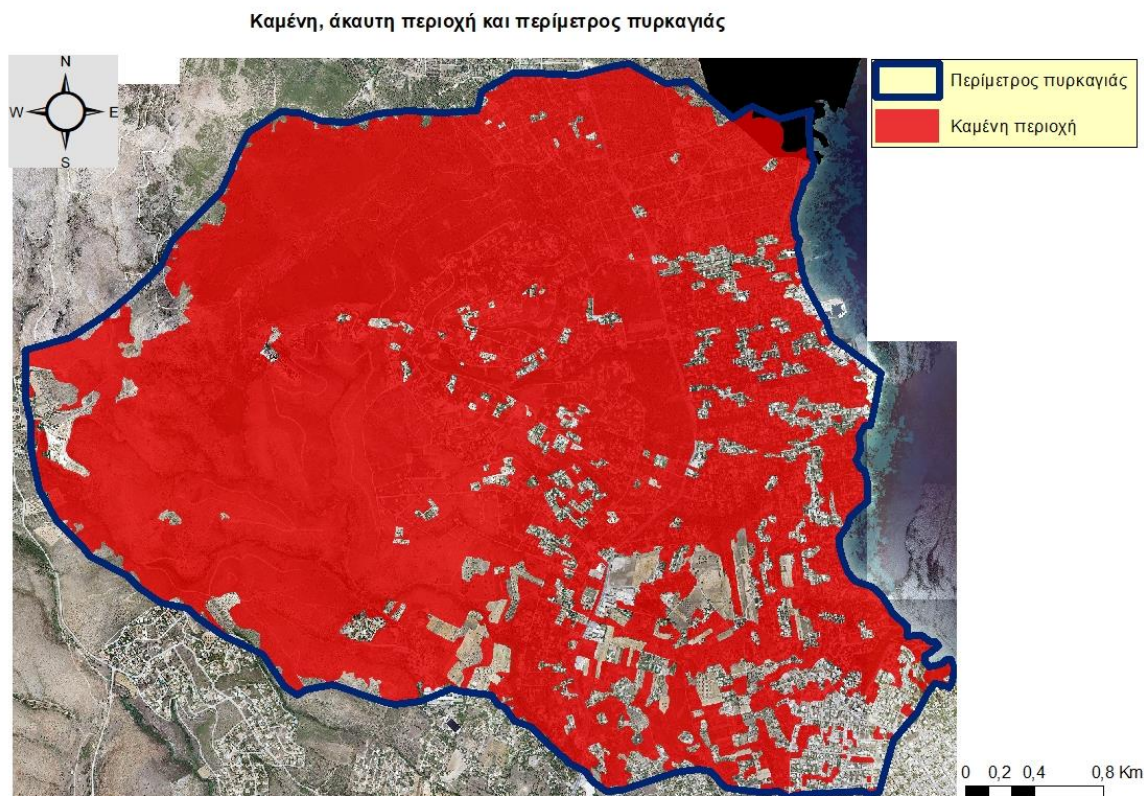 Καμένη, άκαυτη περιοχή και περίμετρος πυρκαγιάς
N
W E
S
Περίμετρος πυρκαγιάς
Καμένη περιοχή
0 0,2 0,4 0,8 Km